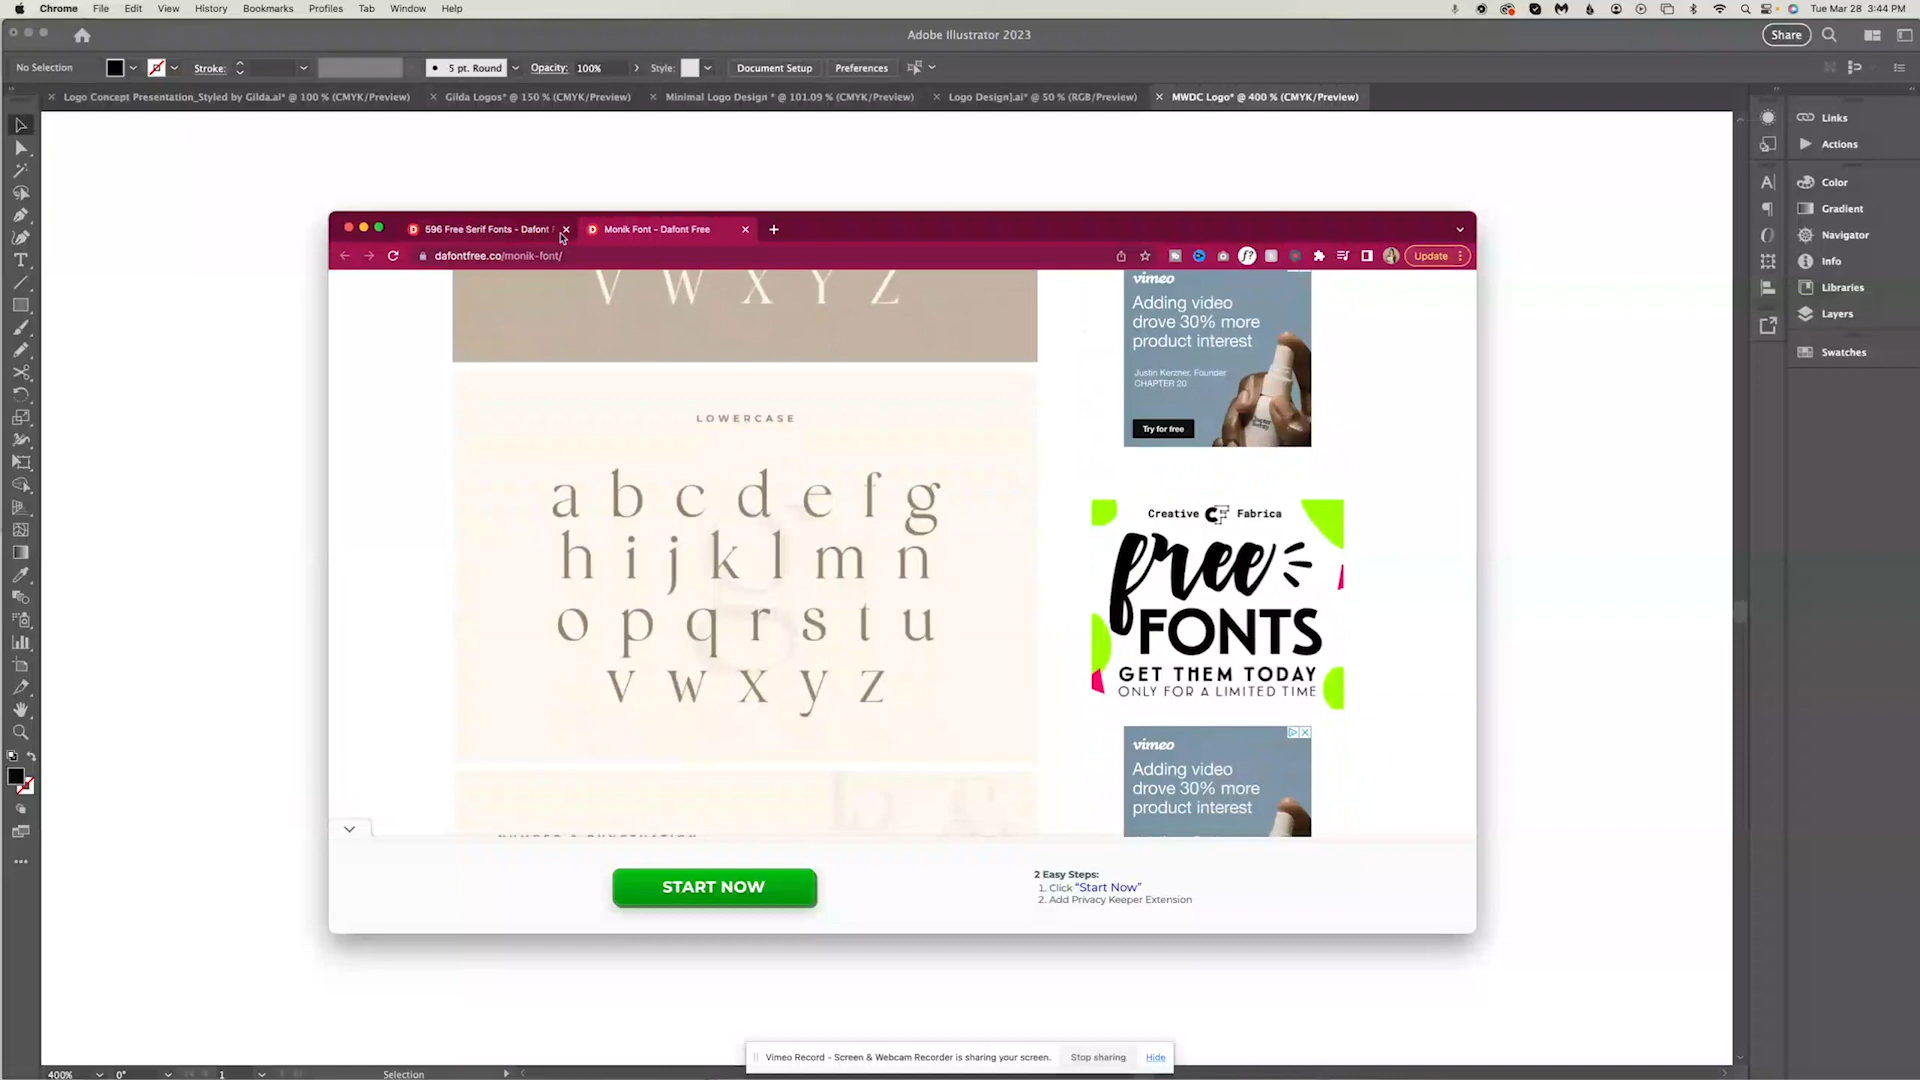 Chrome File Edit View History Bookmarks Profiles Tab Window Help
Tue Mar 28 3:44 PM
Adobe Illustrator 2023
Share
No Selection
Stroke:
5 pt. Round
Opacity: 100%
Style:
Document Setup
Preferences
Logo Concept Presentation_Styled by Gilda.ai* @ 100 % (CMYK/Preview)
Gilda Logos* @ 150 % (CMYK/Preview)
Minimal Logo Design * @ 101.09 % (CMYK/Preview)
Logo Design].ai* @ 50 % (RGB/Preview)
MWDC Logo* @ 400 % (CMYK/Preview)
Links
Actions
Color
Gradient
Navigator
Info
Libraries
Layers
Swatches
596 Free Serif Fonts - Dafont
Monik Font - Dafont Free
dafontfree.co/monik-font/
Update
V W X Y Z
LOWERCASE
a b c d e f g
h i j k l m n
o p q r s t u
v w x y z
vimeo
Adding video
drove 30% more
product interest
Justin Kerzner, Founder
CHAPTER 20
Try for free
Creative Fabrica
free
FONTS
GET THEM TODAY
ONLY FOR A LIMITED TIME
vimeo
Adding video
drove 30% more
product interest
START NOW
2 Easy Steps:
1. Click "Start Now"
2. Add Privacy Keeper Extension
Vimeo Record - Screen & Webcam Recorder is sharing your screen.
Stop sharing
Hide
400%
0°
1
Selection